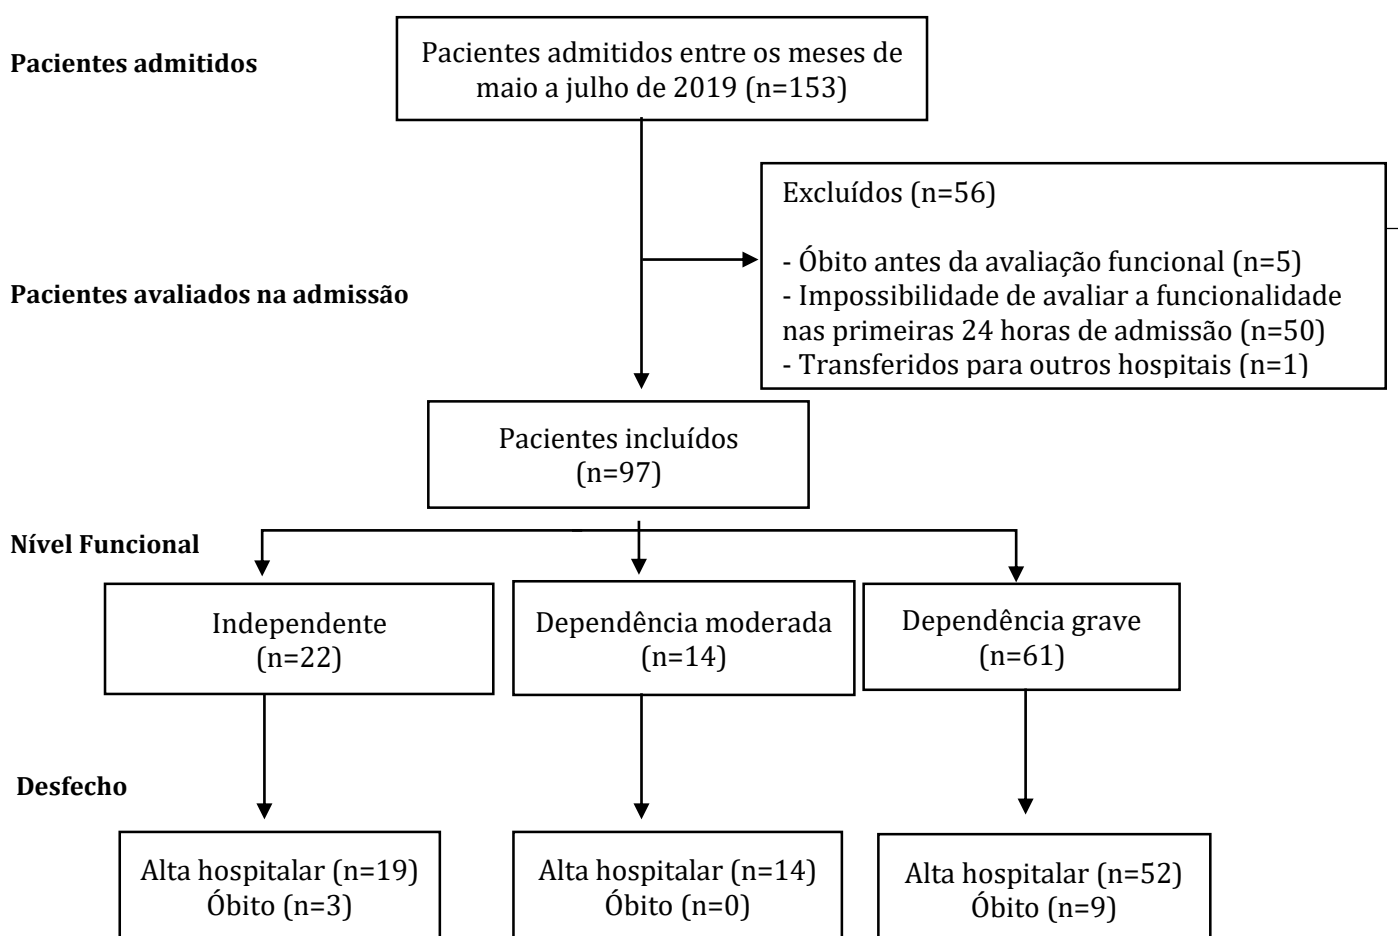 Pacientes admitidos
Pacientes admitidos entre os meses de
maio a julho de 2019 (n=153)
Excluídos (n=56)
- Óbito antes da avaliação funcional (n=5)
- Impossibilidade de avaliar a funcionalidade
nas primeiras 24 horas de admissão (n=50)
- Transferidos para outros hospitais (n=1)
Pacientes avaliados na admissão
Pacientes incluídos
(n=97)
Nível Funcional
Independente
(n=22)
Dependência moderada
(n=14)
Dependência grave
(n=61)
Desfecho
Alta hospitalar (n=19)
Óbito (n=3)
Alta hospitalar (n=14)
Óbito (n=0)
Alta hospitalar (n=52)
Óbito (n=9)